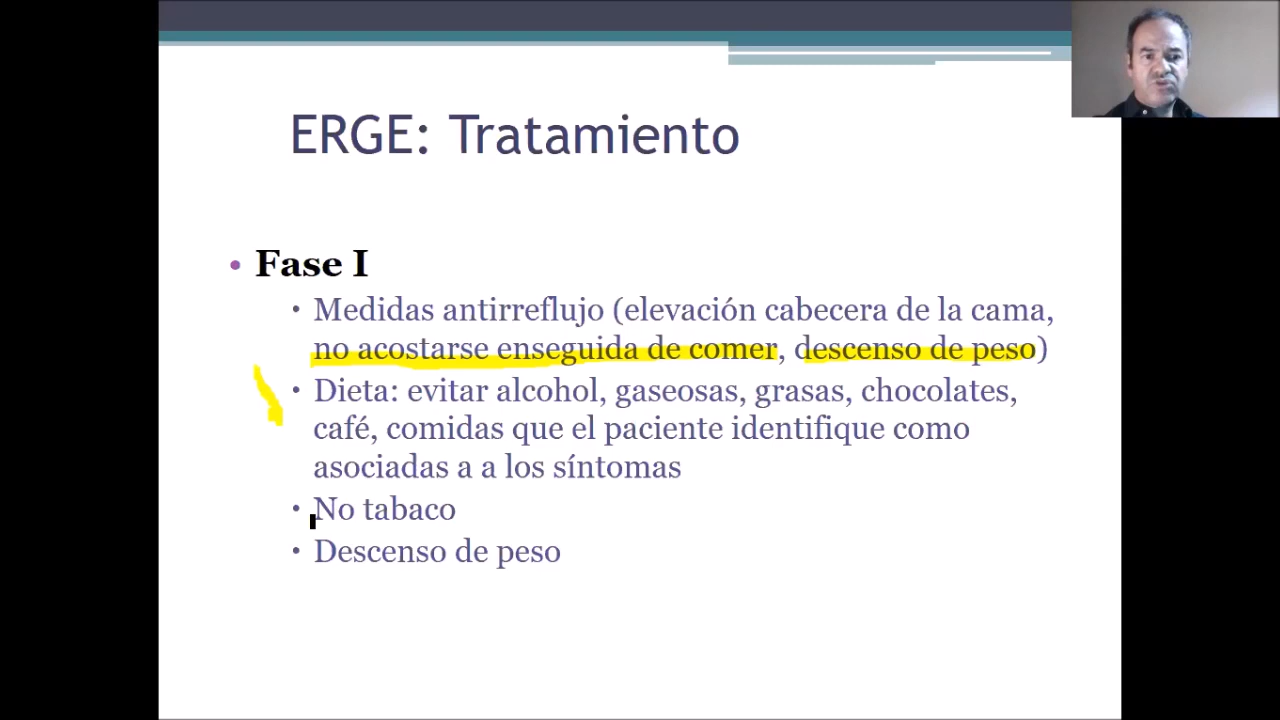 ERGE: Tratamiento
• Fase I
• Medidas antirreflujo (elevación cabecera de la cama,
no acostarse enseguida de comer, descenso de peso)
• Dieta: evitar alcohol, gaseosas, grasas, chocolates,
café, comidas que el paciente identifique como
asociadas a a los síntomas
• No tabaco
• Descenso de peso